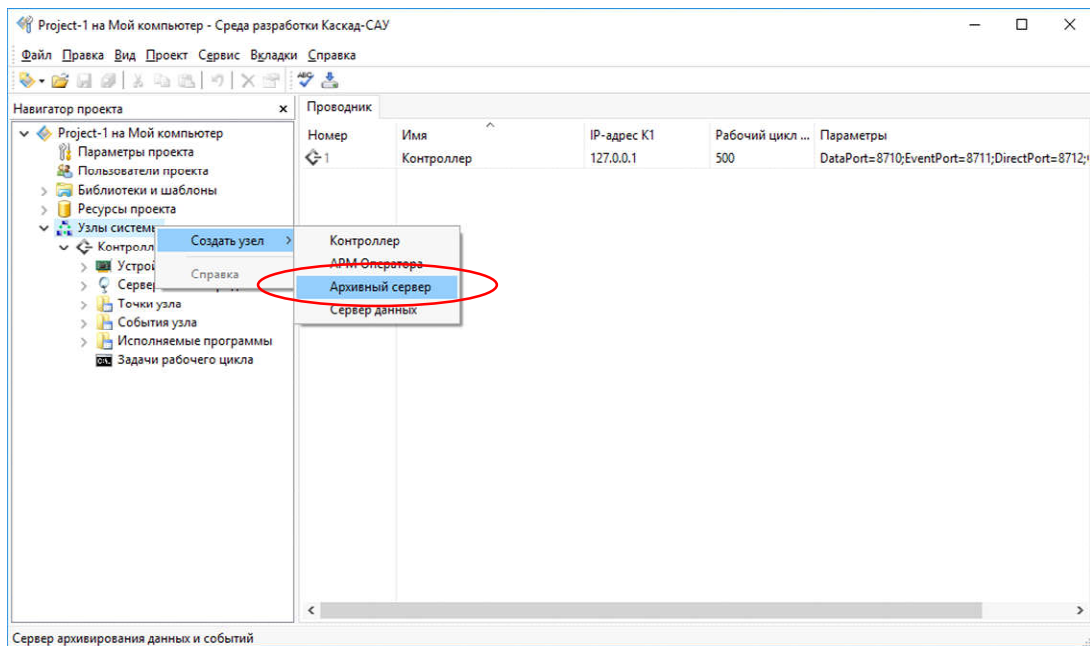 Project-1 на Мой компьютер - Среда разработки Каскад-САУ
Файл Правка Вид Проект Сервис Вкладки Справка
Навигатор проекта
Проводник
Project-1 на Мой компьютер
Параметры проекта
Пользователи проекта
Библиотеки и шаблоны
Ресурсы проекта
Узлы системы
Контролл
Устрой
Сервер
Точки узла
События узла
Исполняемые программы
Задачи рабочего цикла
Номер Имя IP-адрес К1 Рабочий цикл ... Параметры
1 Контроллер 127.0.0.1 500 DataPort=8710;EventPort=8711;DirectPort=8712;
Создать узел
Справка
Контроллер
АРМ Оператора
Архивный сервер
Сервер данных
Сервер архивирования данных и событий